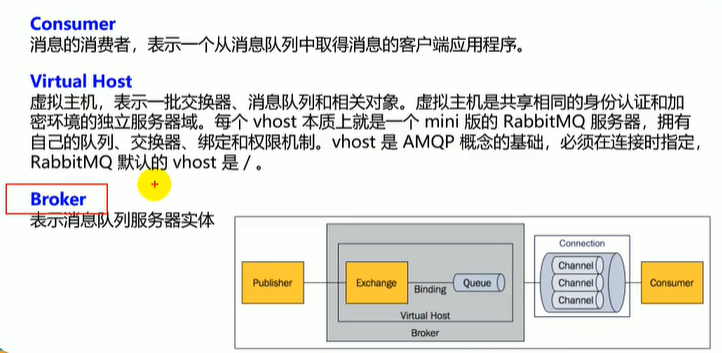 Consumer
消息的消费者，表示一个从消息队列中取得消息的客户端应用程序。
Virtual Host
虚拟主机，表示一批交换器、消息队列和相关对象。虚拟主机是共享相同的身份认证和加
密环境的独立服务器域。每个 vhost 本质上就是一个 mini 版的 RabbitMQ 服务器，拥有
自己的队列、交换器、绑定和权限机制。vhost 是 AMQP 概念的基础，必须在连接时指定，
RabbitMQ 默认的 vhost 是 / 。
Broker
表示消息队列服务器实体
Publisher
Exchange
Binding
Queue
Virtual Host
Broker
Connection
Channel
Channel
Channel
Consumer